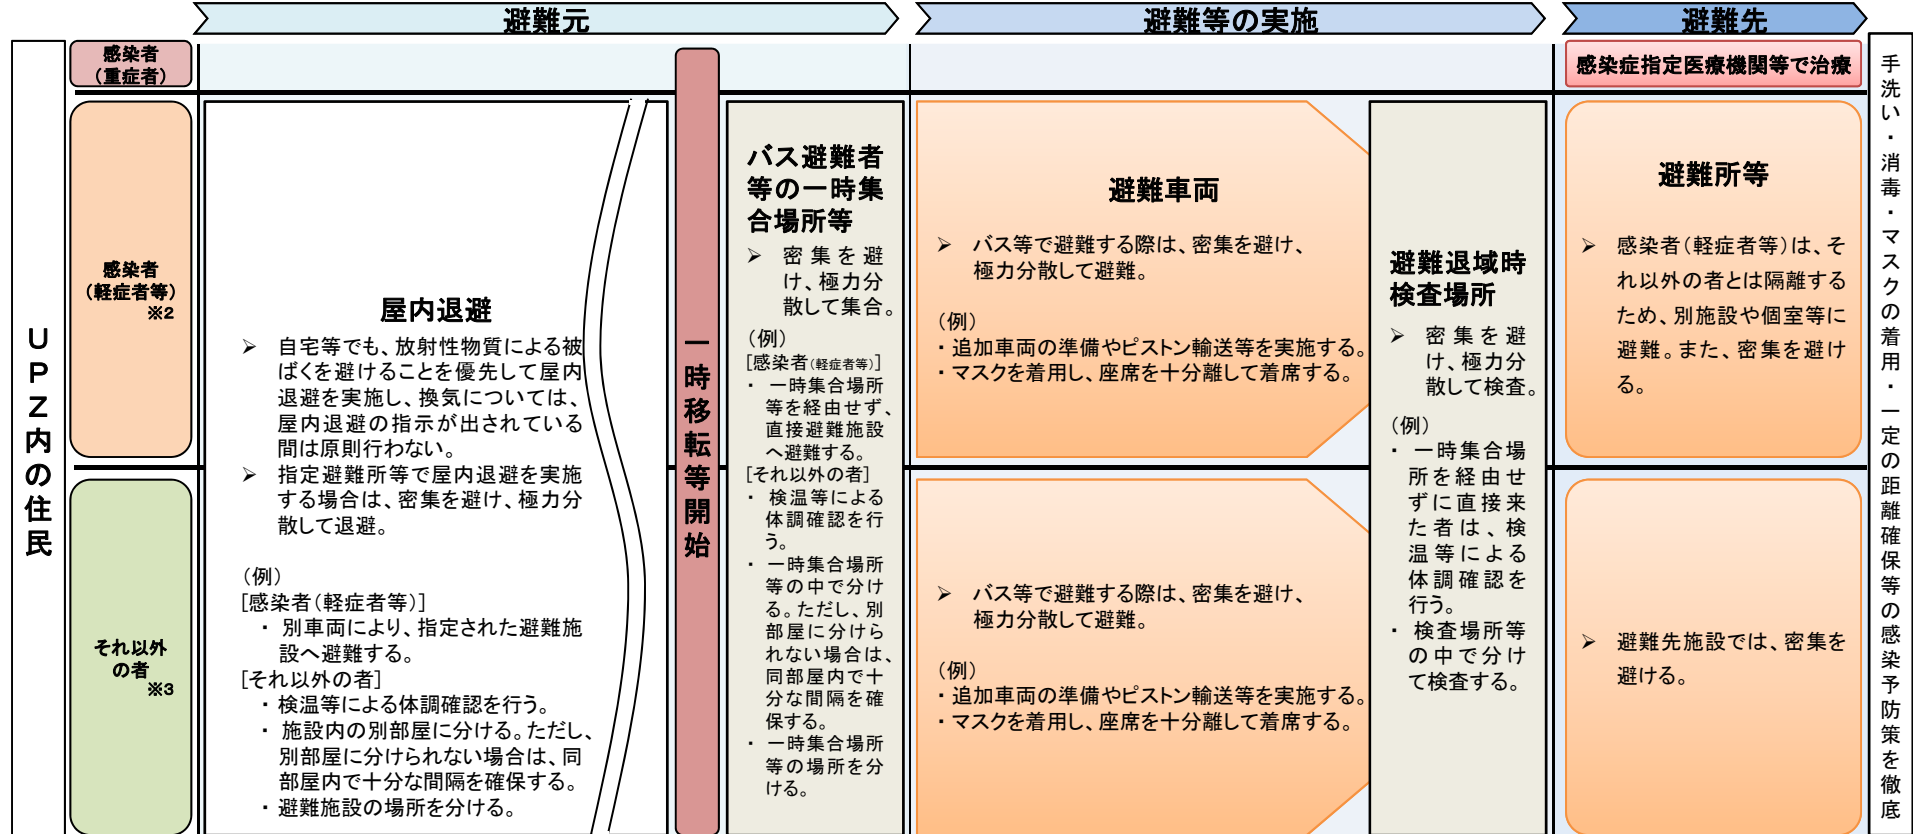 避難元
避難等の実施
避難先
UPZ内の住民
感染者
(重症者)
感染症指定医療機関等で治療
感染者
(軽症者等)
※2
それ以外
の者
※3
屋内退避
➢ 自宅等でも、放射性物質による被
ばくを避けることを優先して屋内
退避を実施し、換気については、
屋内退避の指示が出されている
間は原則行わない。
➢ 指定避難所等で屋内退避を実施
する場合は、密集を避け、極力分
散して退避。
(例)
[感染者(軽症者等)]
・ 別車両により、指定された避難施
設へ避難する。
[それ以外の者]
・ 検温等による体調確認を行う。
・ 施設内の別部屋に分ける。ただし、
別部屋に分けられない場合は、同
部屋内で十分な間隔を確保する。
・ 避難施設の場所を分ける。
一時移転等開始
バス避難者
等の一時集
合場所等
➢ 密集を避
け、極力分
散して集合。
(例)
[感染者(軽症者等)]
・ 一時集合場所
等を経由せず、
直接避難施設
へ避難する。
[それ以外の者]
・ 検温等による
体調確認を行
う。
・ 一時集合場所
等の中で分け
る。ただし、別
部屋に分けら
れない場合は、
同部屋内で十
分な間隔を確
保する。
・ 一時集合場所
等の場所を分
ける。
避難車両
➢ バス等で避難する際は、密集を避け、
極力分散して避難。
(例)
・追加車両の準備やピストン輸送等を実施する。
・マスクを着用し、座席を十分離して着席する。
➢ バス等で避難する際は、密集を避け、
極力分散して避難。
(例)
・追加車両の準備やピストン輸送等を実施する。
・マスクを着用し、座席を十分離して着席する。
避難退域時
検査場所
➢ 密集を避
け、極力分
散して検査。
(例)
・ 一時集合場
所を経由せ
ずに直接来
た者は、検
温等による
体調確認を
行う。
・ 検査場所等
の中で分け
て検査する。
避難所等
➢ 感染者(軽症者等)は、そ
れ以外の者とは隔離する
ため、別施設や個室等に
避難。また、密集を避け
る。
➢ 避難先施設では、密集を
避ける。
手洗い・消毒・マスクの着用・一定の距離確保等の感染予防策を徹底